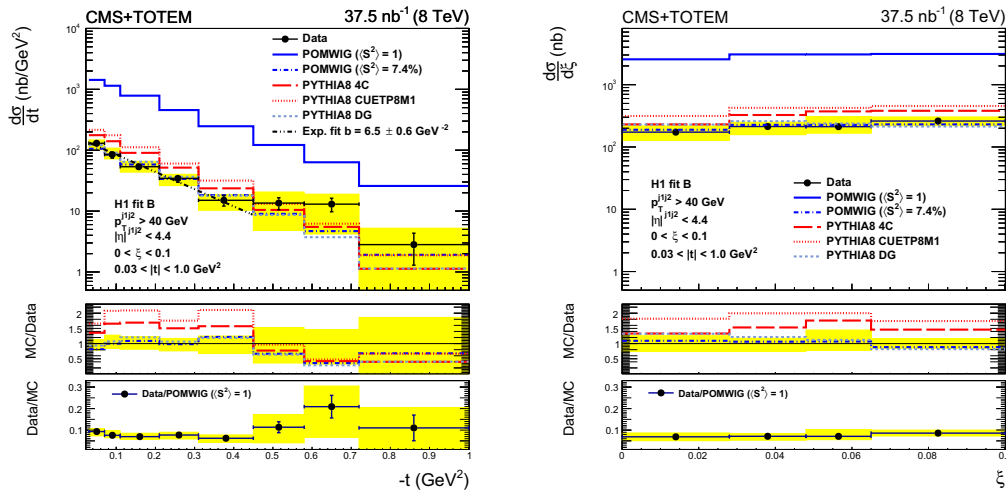 CMS+TOTEM 37.5 nb⁻¹ (8 TeV)
dσ/dt (nb/GeV²)
10⁴
10³
10²
10
1
Data
POMWIG (⟨S²⟩ = 1)
POMWIG (⟨S²⟩ = 7.4%)
PYTHIA8 4C
PYTHIA8 CUETP8M1
PYTHIA8 DG
Exp. fit b = 6.5 ± 0.6 GeV⁻²
H1 fit B
p_T^j1j2 > 40 GeV
|η|^j1j2 < 4.4
0 < ξ < 0.1
0.03 < |t| < 1.0 GeV²
MC/Data
2
1.5
1
0.5
Data/MC
0.3
0.2
0.1
Data/POMWIG (⟨S²⟩ = 1)
0.1 0.2 0.3 0.4 0.5 0.6 0.7 0.8 0.9 1
-t (GeV²)
CMS+TOTEM 37.5 nb⁻¹ (8 TeV)
dσ/dξ (nb)
10³
10²
10
1
H1 fit B
p_T^j1j2 > 40 GeV
|η|^j1j2 < 4.4
0 < ξ < 0.1
0.03 < |t| < 1.0 GeV²
Data
POMWIG (⟨S²⟩ = 1)
POMWIG (⟨S²⟩ = 7.4%)
PYTHIA8 4C
PYTHIA8 CUETP8M1
PYTHIA8 DG
MC/Data
2
1.5
1
0.5
Data/MC
0.3
0.2
0.1
Data/POMWIG (⟨S²⟩ = 1)
0 0.02 0.04 0.06 0.08 0.1
ξ